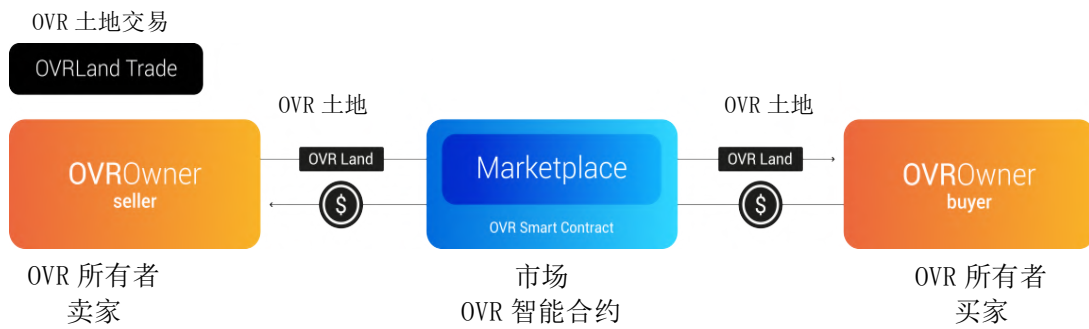 OVR 土地交易
OVRLand Trade
OVR 土地
OVR 土地
OVROwner
seller
OVR Land
Marketplace
OVR Smart Contract
OVR Land
OVROwner
buyer
$
$
OVR 所有者
卖家
市场
OVR 智能合约
OVR 所有者
买家